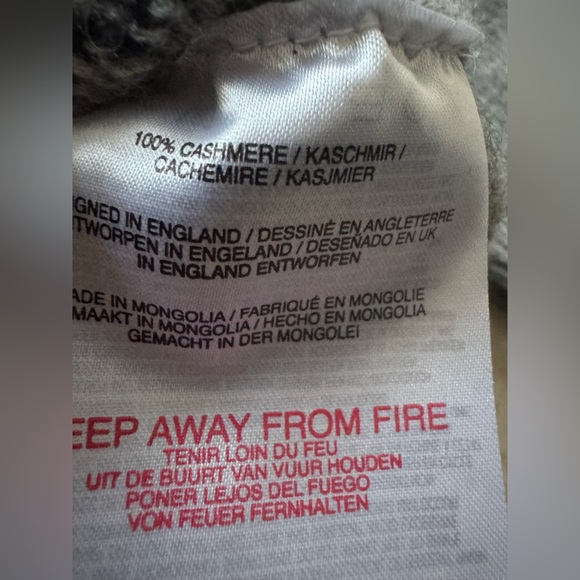 100% CASHMERE / KASCHMIR /
CACHEMIRE / KASJMIER
IGNED IN ENGLAND / DESSINÉ EN ANGLETERRE
TWORPEN IN ENGELAND / DESEÑADO EN UK
IN ENGLAND ENTWORFEN
ADE IN MONGOLIA / FABRIQUÉ EN MONGOLIE
MAAKT IN MONGOLIA / HECHO EN MONGOLIA
GEMACHT IN DER MONGOLEI
EEP AWAY FROM FIRE
TENIR LOIN DU FEU
UIT DE BUURT VAN VUUR HOUDEN
PONER LEJOS DEL FUEGO
VON FEUER FERNHALTEN